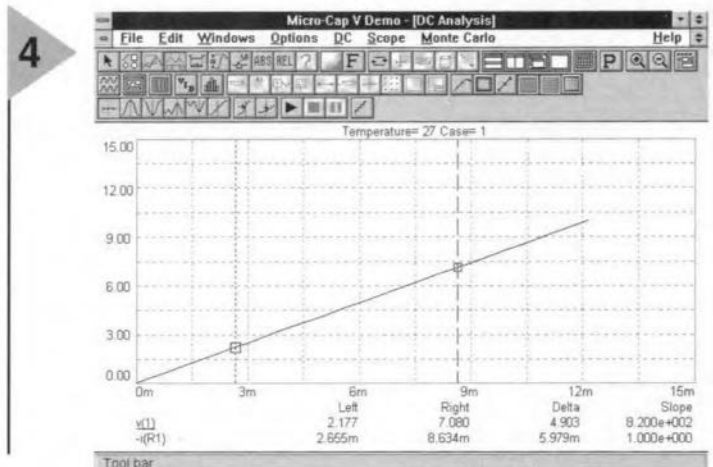 4
Micro-Cap V Demo - [DC Analysis]
File Edit Windows Options DC Scope Monte Carlo Help
ABS REL ? F P
Temperature= 27 Case= 1
15.00
12.00
9.00
6.00
3.00
0.00
0m 3m 6m 9m 12m 15m
Left Right Delta Slope
v(1) 2.177 7.080 4.903 8.200e+002
-i(R1) 2.655m 8.634m 5.979m 1.000e+000
Tool bar